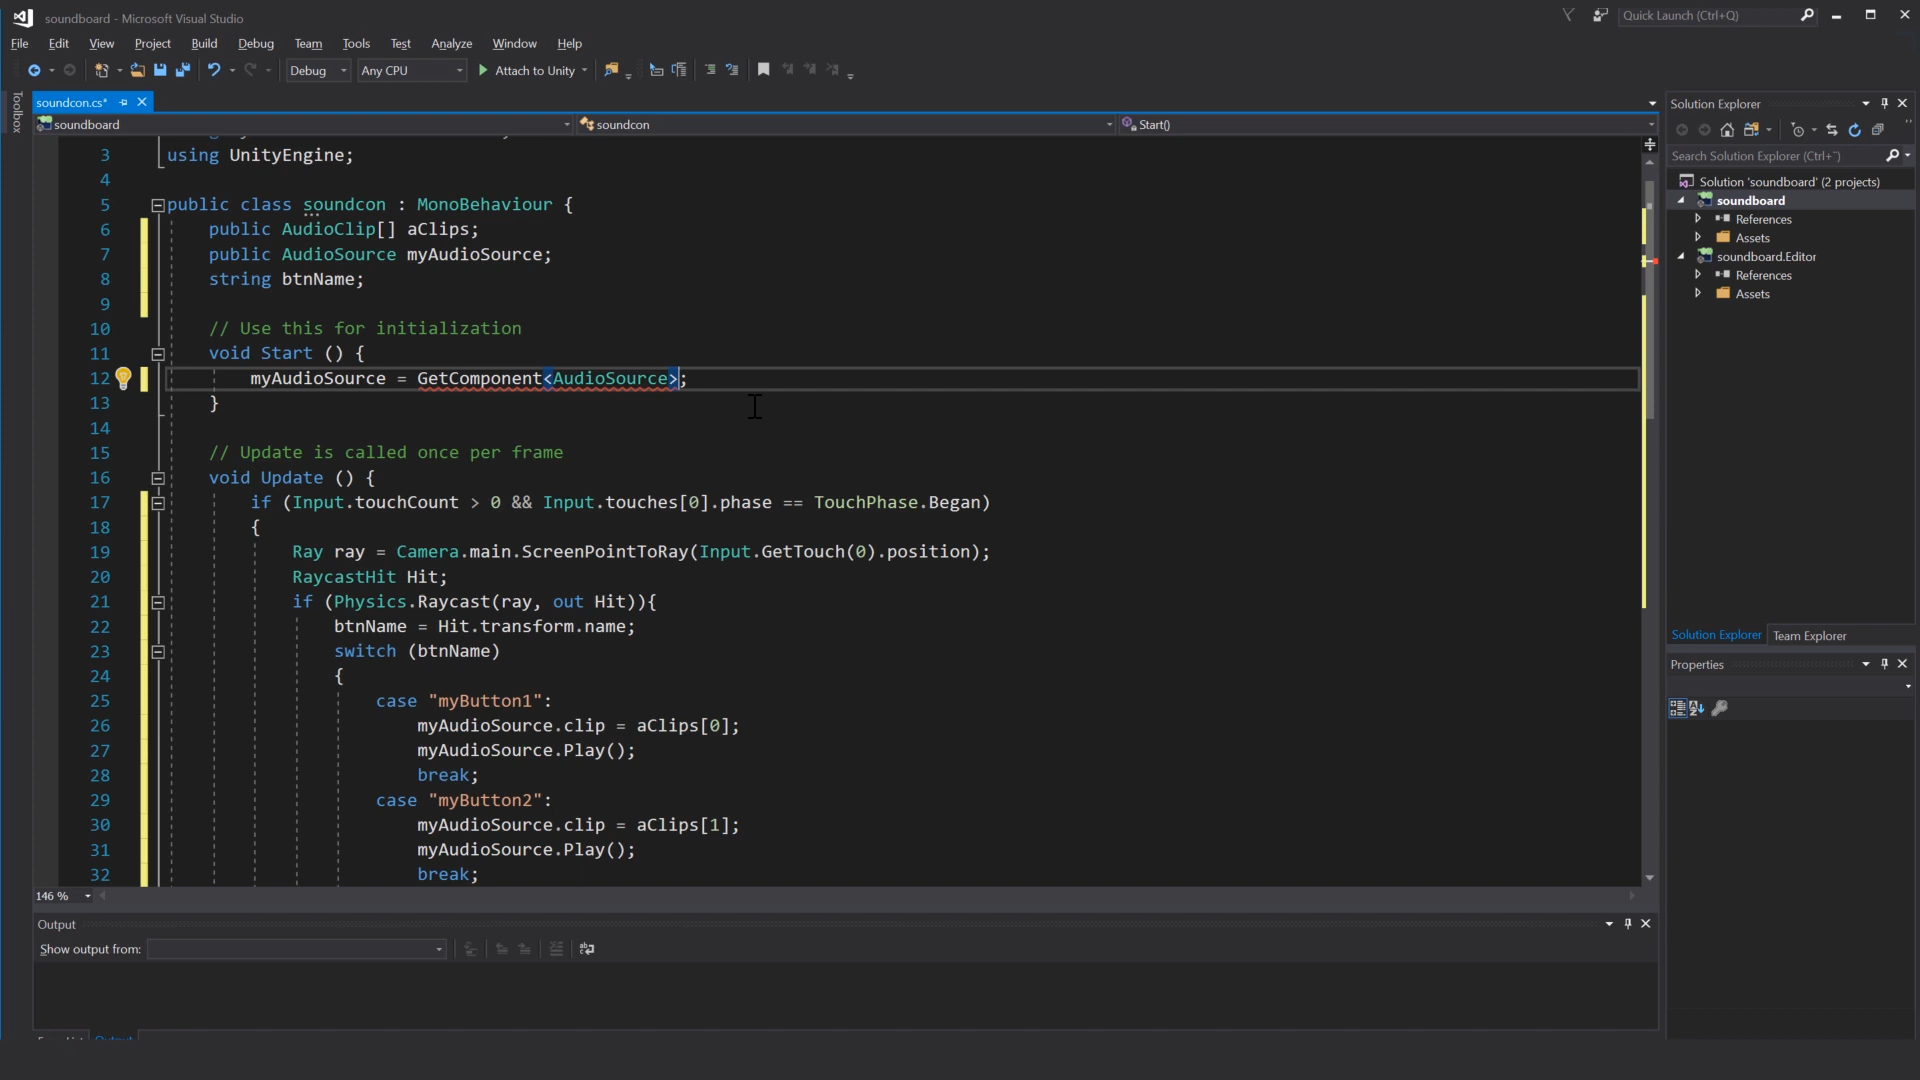 soundboard - Microsoft Visual Studio
Quick Launch (Ctrl+Q)
File Edit View Project Build Debug Team Tools Test Analyze Window Help
Debug Any CPU Attach to Unity
Toolbox
soundcon.cs*
soundboard soundcon Start()
3 using UnityEngine;
4
5 public class soundcon : MonoBehaviour {
6 public AudioClip[] aClips;
7 public AudioSource myAudioSource;
8 string btnName;
9
10 // Use this for initialization
11 void Start () {
12 myAudioSource = GetComponent<AudioSource>;
13 }
14
15 // Update is called once per frame
16 void Update () {
17 if (Input.touchCount > 0 && Input.touches[0].phase == TouchPhase.Began)
18 {
19 Ray ray = Camera.main.ScreenPointToRay(Input.GetTouch(0).position);
20 RaycastHit Hit;
21 if (Physics.Raycast(ray, out Hit)){
22 btnName = Hit.transform.name;
23 switch (btnName)
24 {
25 case "myButton1":
26 myAudioSource.clip = aClips[0];
27 myAudioSource.Play();
28 break;
29 case "myButton2":
30 myAudioSource.clip = aClips[1];
31 myAudioSource.Play();
32 break;
146 %
Output
Show output from:
Solution Explorer
Search Solution Explorer (Ctrl+¨)
Solution 'soundboard' (2 projects)
soundboard
References
Assets
soundboard.Editor
References
Assets
Solution Explorer Team Explorer
Properties